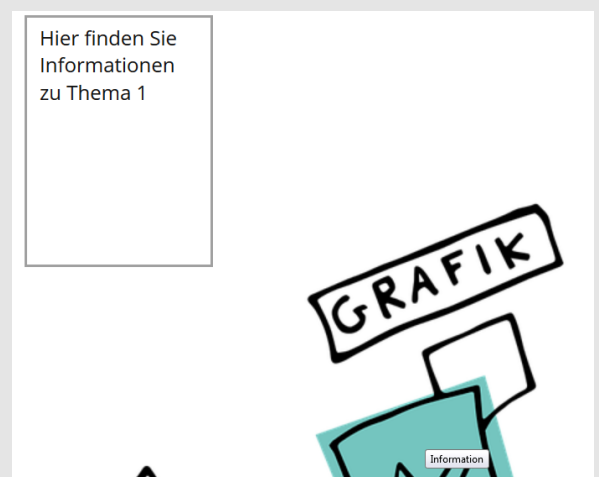 Hier finden Sie
Informationen
zu Thema 1
GRAFIK
Information